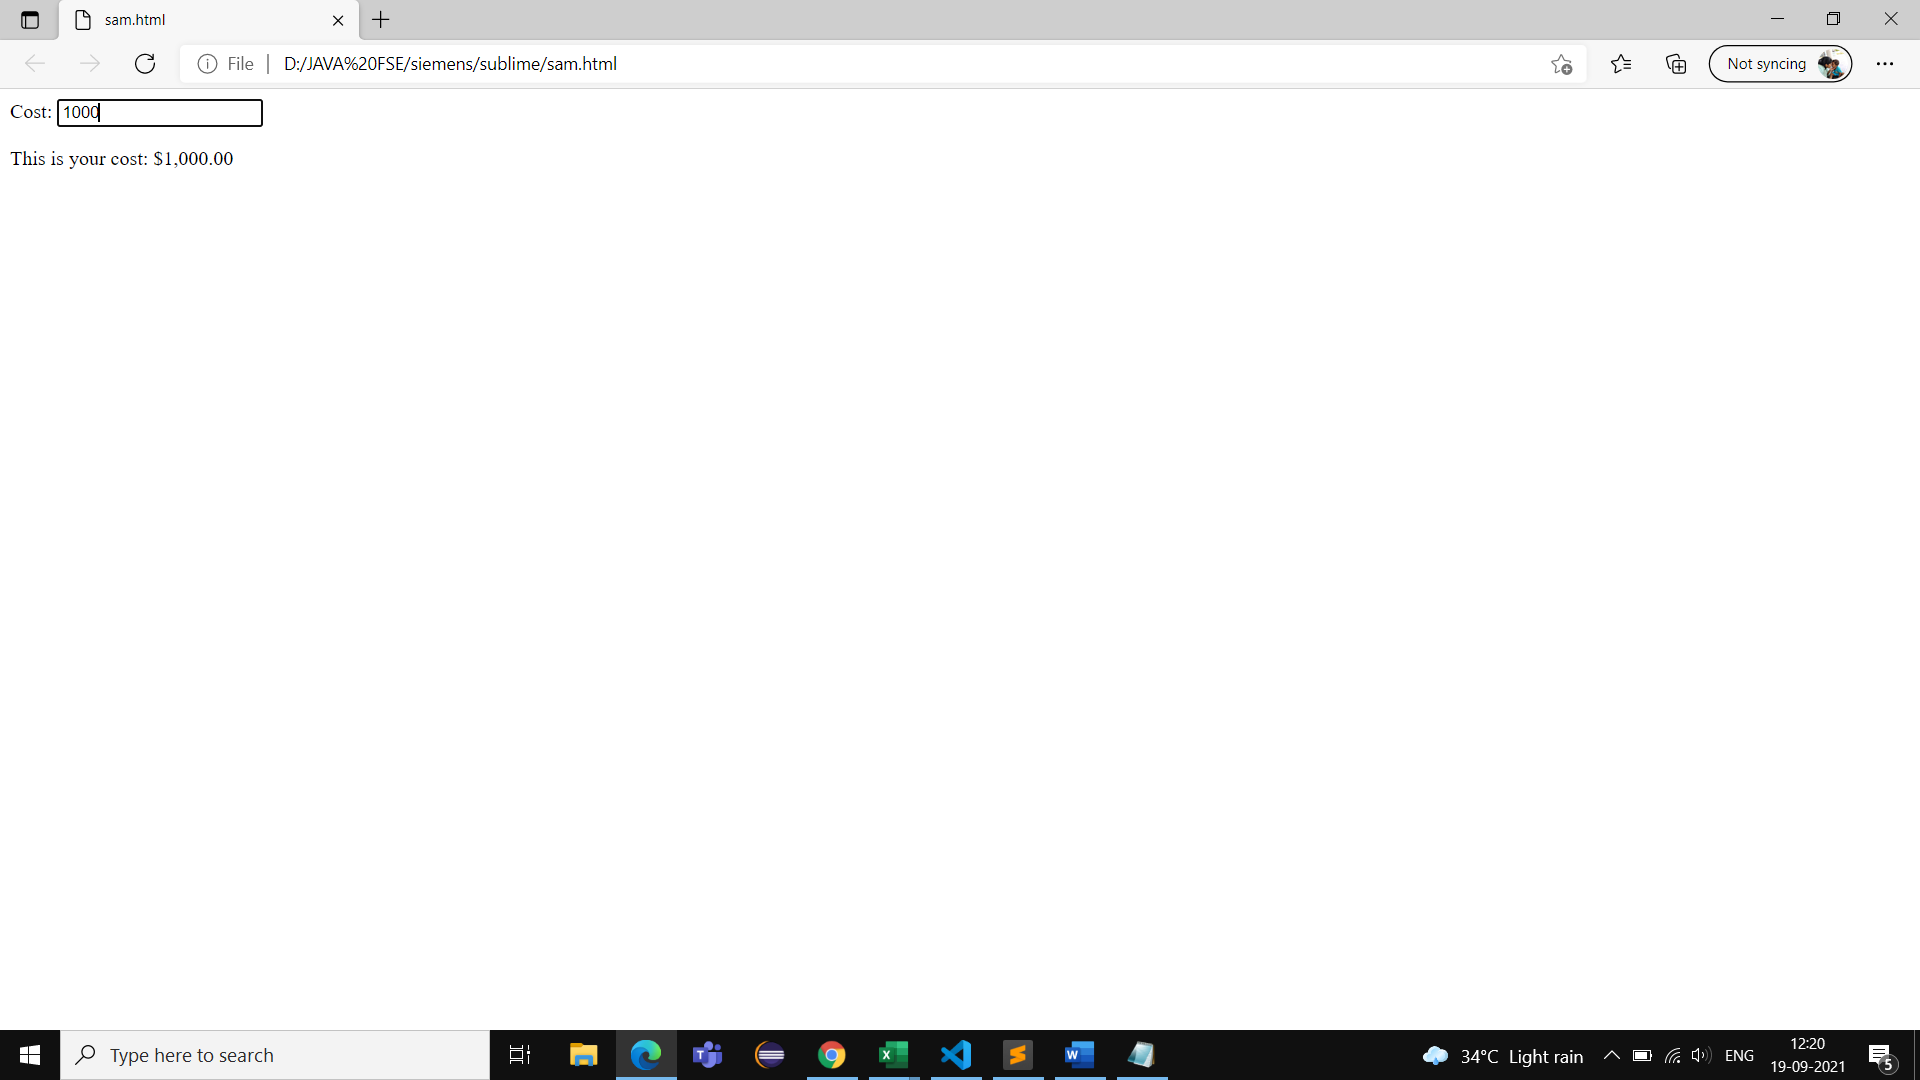 sam.html
File
D:/JAVA%20FSE/siemens/sublime/sam.html
Not syncing
Cost: 1000
This is your cost: $1,000.00
Type here to search
34°C Light rain
ENG
12:20
19-09-2021
5